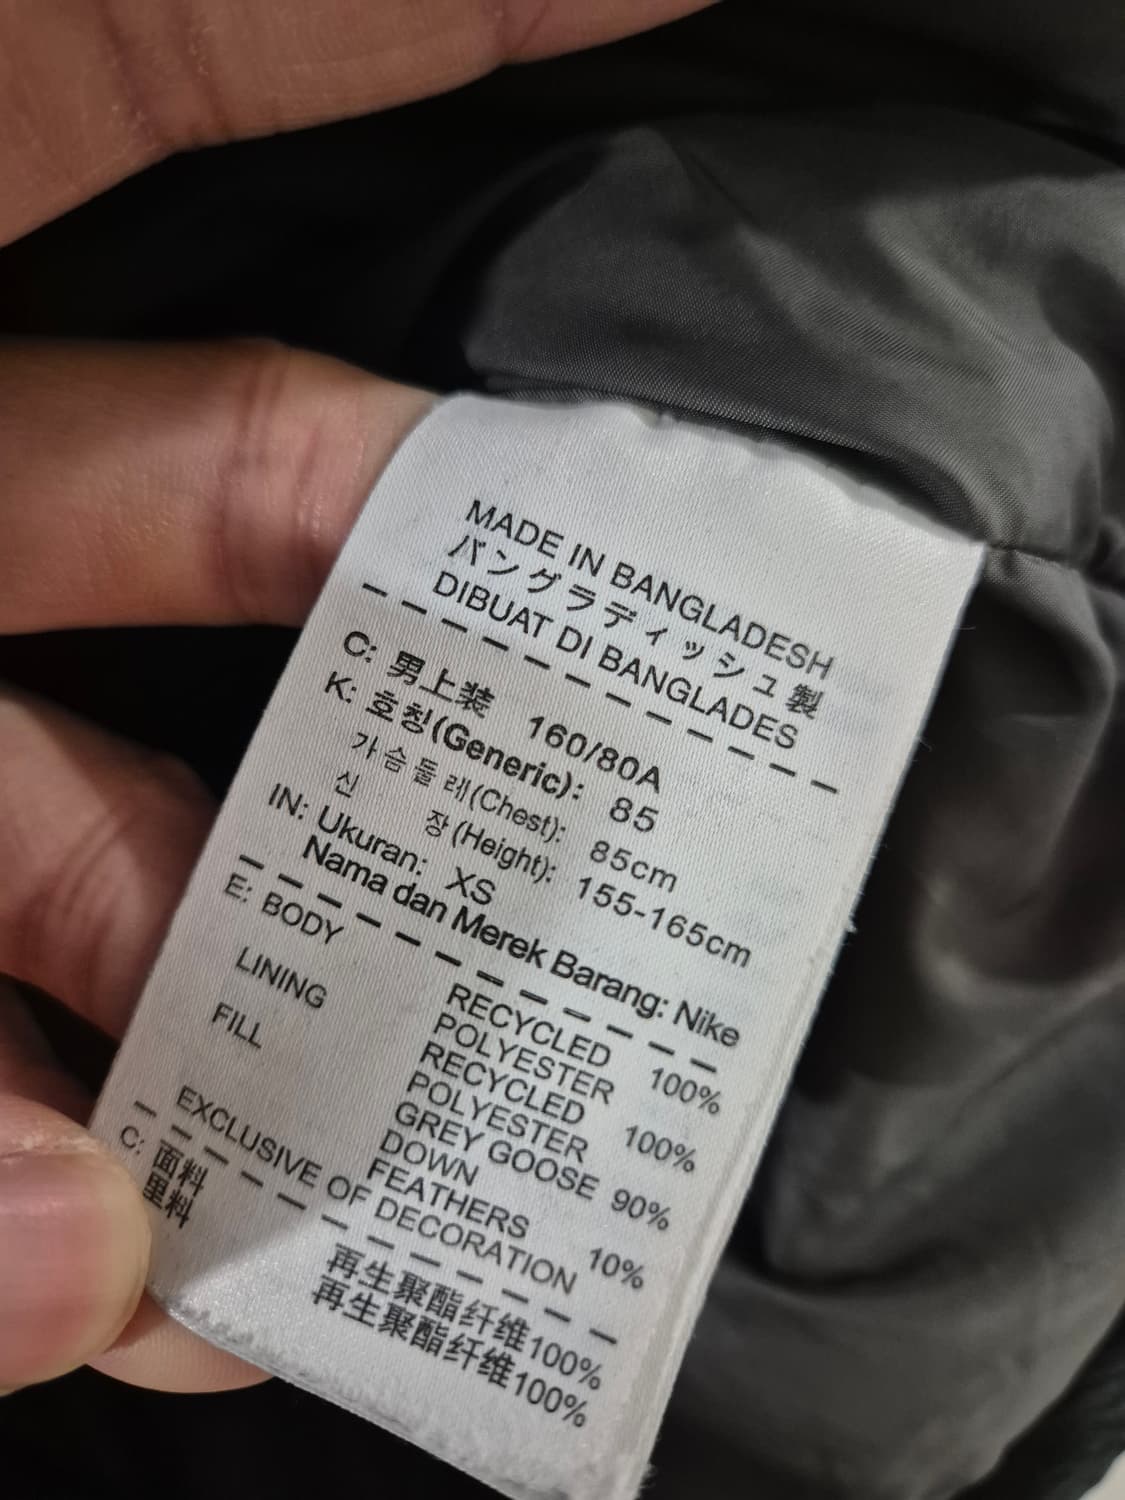 MADE IN BANGLADESH
バングラディッシュ製
DIBUAT DI BANGLADES
C: 男上装 160/80A
K: 호칭(Generic): 85
가슴둘레(Chest): 85cm
신 장(Height): 155-165cm
IN: Ukuran: XS
Nama dan Merek Barang: Nike
E: BODY RECYCLED POLYESTER 100%
LINING RECYCLED POLYESTER 100%
FILL GREY GOOSE DOWN 90%
FEATHERS 10%
EXCLUSIVE OF DECORATION
C: 面料 再生聚酯纤维100%
里料 再生聚酯纤维100%